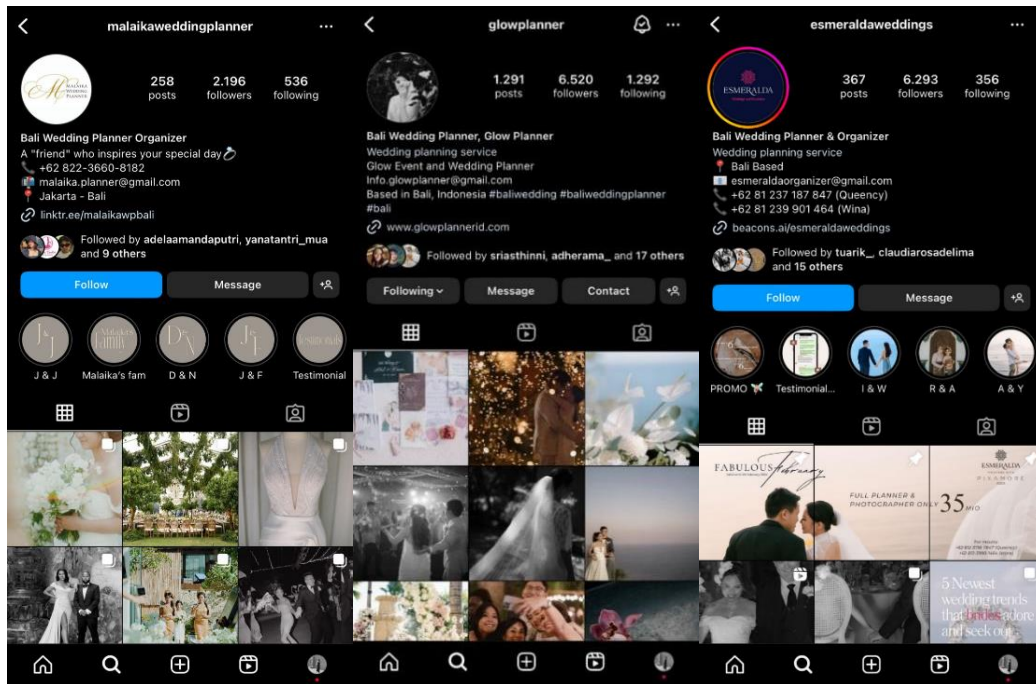 malaikaweddingplanner
MALAIKA
WEDDING
PLANNER
258
posts
2.196
followers
536
following
Bali Wedding Planner Organizer
A "friend" who inspires your special day
+62 822-3660-8182
malaika.planner@gmail.com
Jakarta - Bali
linktr.ee/malaikawpbali
Followed by adelaamandaputri, yanatantri_mua
and 9 others
Follow
Message
J & J
Malaika's fam
D & N
J & F
Testimonial
glowplanner
1.291
posts
6.520
followers
1.292
following
Bali Wedding Planner, Glow Planner
Wedding planning service
Glow Event and Wedding Planner
Info.glowplanner@gmail.com
Based in Bali, Indonesia #baliwedding #baliweddingplanner
#bali
www.glowplannerid.com
Followed by sriasthinni, adherama_ and 17 others
Following
Message
Contact
esmeraldaweddings
ESMERALDA
367
posts
6.293
followers
356
following
Bali Wedding Planner & Organizer
Wedding planning service
Bali Based
esmeraldaorganizer@gmail.com
+62 81 237 187 847 (Queency)
+62 81 239 901 464 (Wina)
beacons.ai/esmeraldaweddings
Followed by tuarik_, claudiarosadelima
and 15 others
Follow
Message
PROMO
Testimonial...
I & W
R & A
A & Y
FABULOUS February
FULL PLANNER &
PHOTOGRAPHER ONLY 35 MIO
ESMERALDA
5 Newest
wedding trends
that brides adore
and seek out